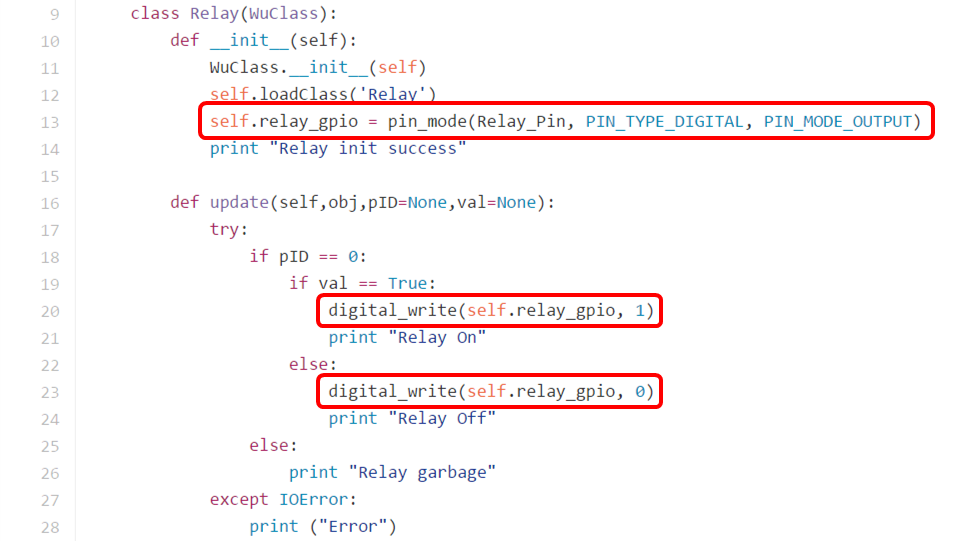 9 class Relay(WuClass):
10 def __init__(self):
11 WuClass.__init__(self)
12 self.loadClass('Relay')
13 self.relay_gpio = pin_mode(Relay_Pin, PIN_TYPE_DIGITAL, PIN_MODE_OUTPUT)
14 print "Relay init success"
15
16 def update(self,obj,pID=None,val=None):
17 try:
18 if pID == 0:
19 if val == True:
20 digital_write(self.relay_gpio, 1)
21 print "Relay On"
22 else:
23 digital_write(self.relay_gpio, 0)
24 print "Relay Off"
25 else:
26 print "Relay garbage"
27 except IOError:
28 print ("Error")